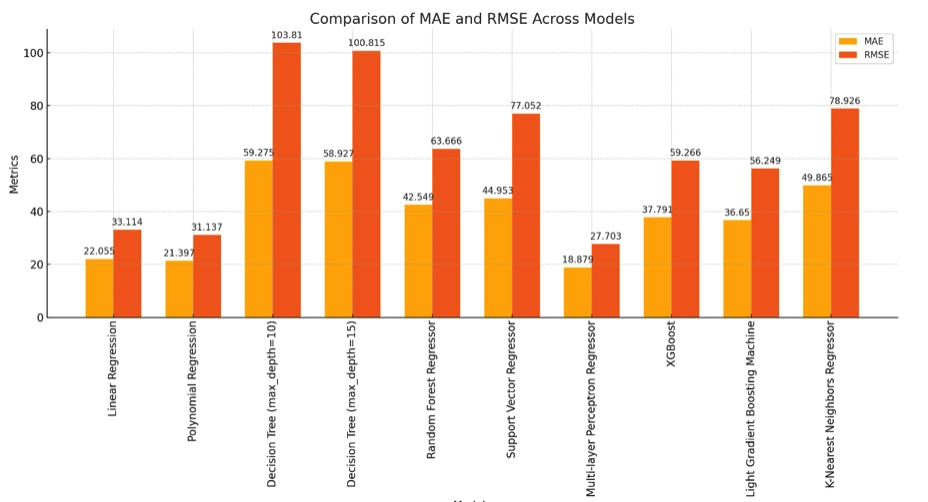 Comparison of MAE and RMSE Across Models
MAE
RMSE
Metrics
100
80
60
40
20
0
22.055
33.114
21.397
31.137
59.275
103.81
58.927
100.815
42.549
63.666
44.953
77.052
18.879
27.703
37.791
59.266
36.65
56.249
49.865
78.926
Linear Regression
Polynomial Regression
Decision Tree (max_depth=10)
Decision Tree (max_depth=15)
Random Forest Regressor
Support Vector Regressor
Multi-layer Perceptron Regressor
XGBoost
Light Gradient Boosting Machine
K-Nearest Neighbors Regressor